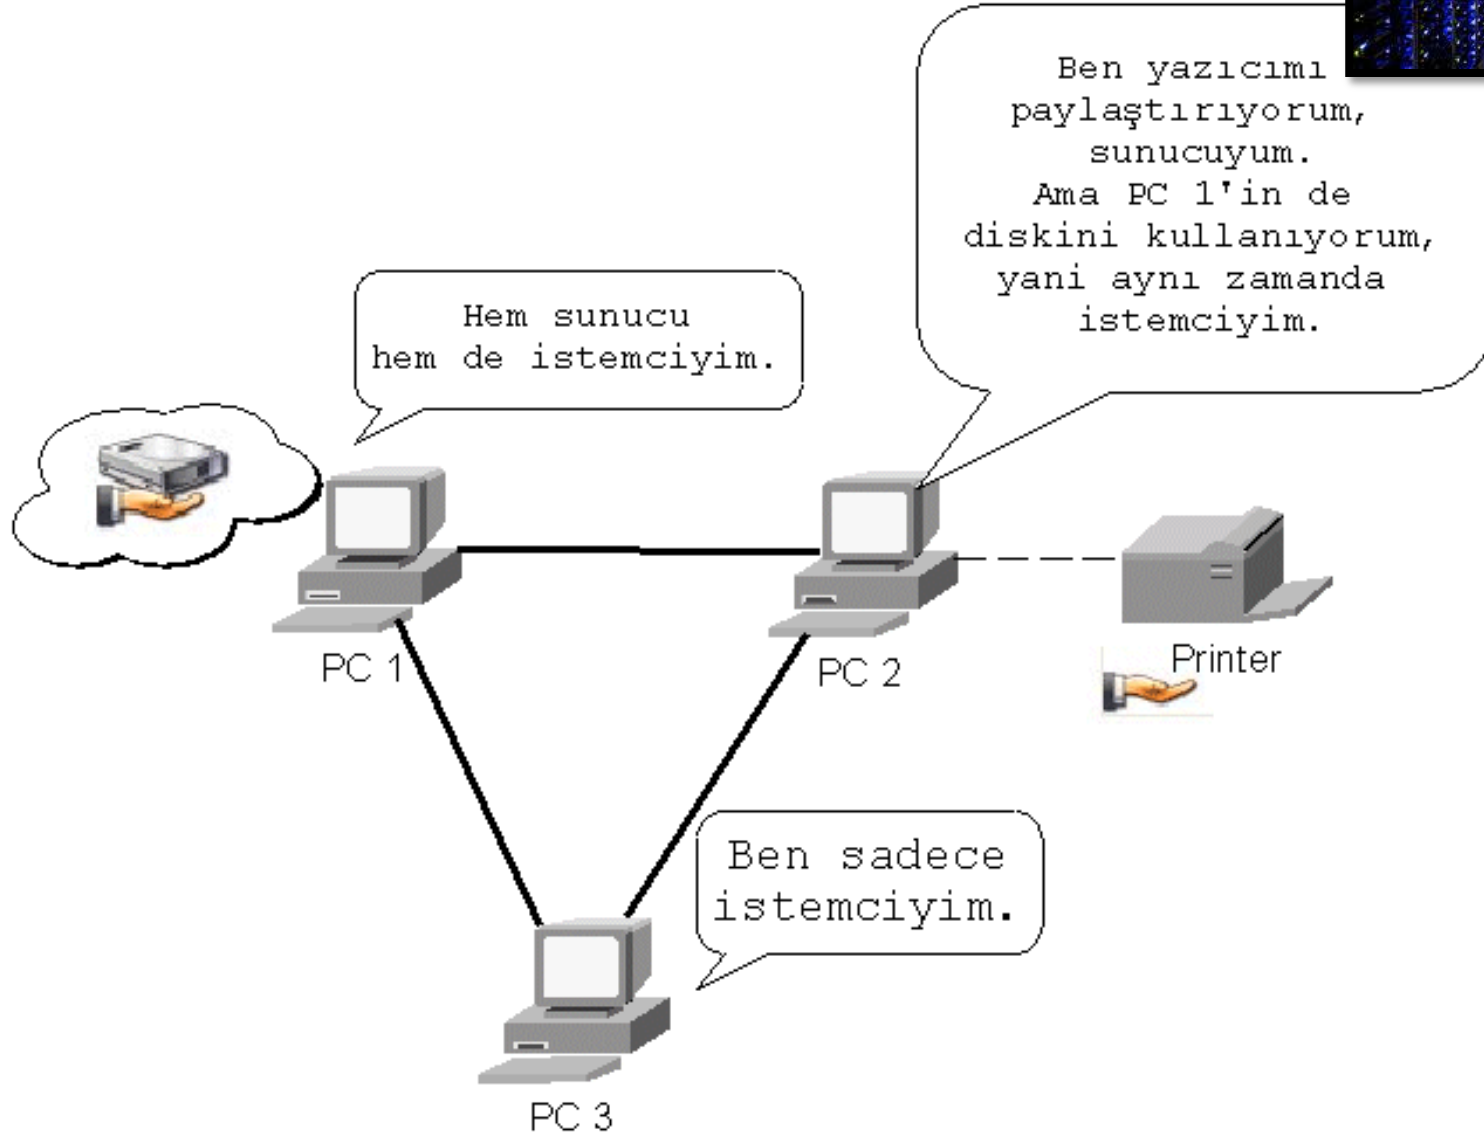 Ben yazıcımı
paylaştırıyorum,
sunucuyum.
Ama PC 1'in de
diskini kullanıyorum,
yani aynı zamanda
istemciyim.
Hem sunucu
hem de istemciyim.
PC 1
PC 2
Printer
Ben sadece
istemciyim.
PC 3